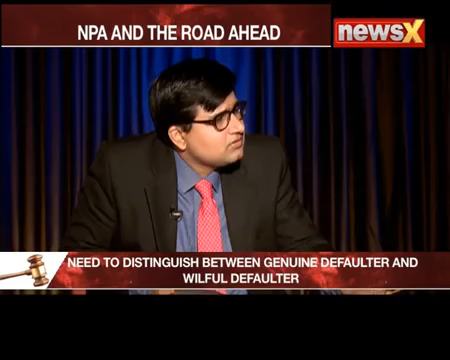 NPA AND THE ROAD AHEAD
newsX
NEED TO DISTINGUISH BETWEEN GENUINE DEFAULTER AND
WILFUL DEFAULTER